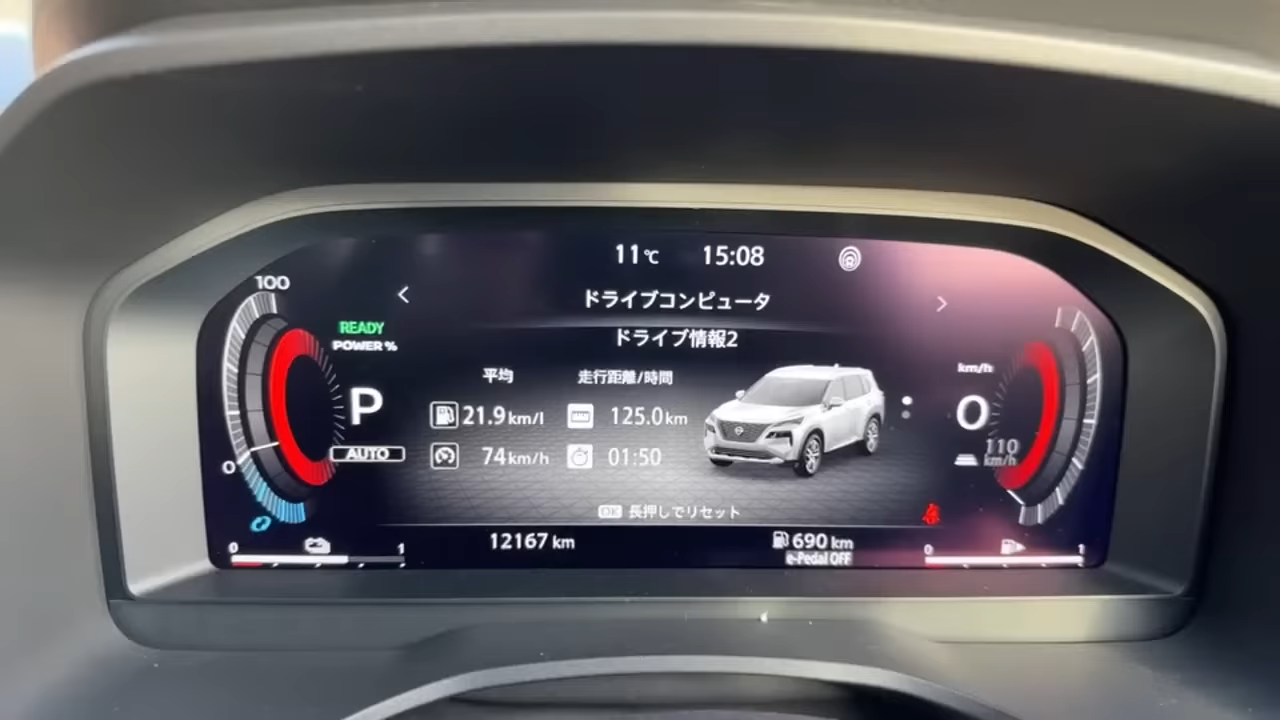 11℃ 15:08
ドライブコンピュータ
ドライブ情報2
100
READY
POWER %
P
AUTO
0
平均 走行距離/時間
21.9km/l 125.0km
74km/h 01:50
km/h
0
110
km/h
OK 長押しでリセット
12167 km
690 km
e-Pedal OFF
0 1
0 1